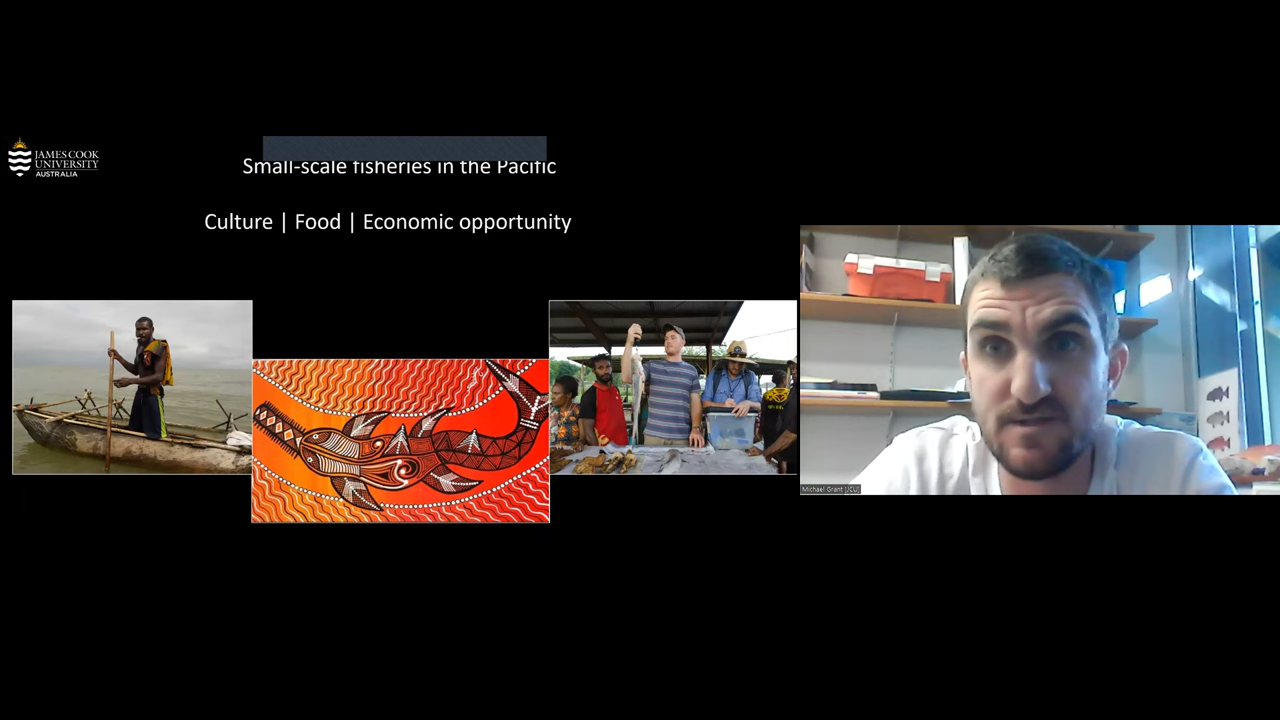 JAMES COOK
UNIVERSITY
AUSTRALIA
Small-scale fisheries in the Pacific
Culture | Food | Economic opportunity
Michael Grant (JCU)